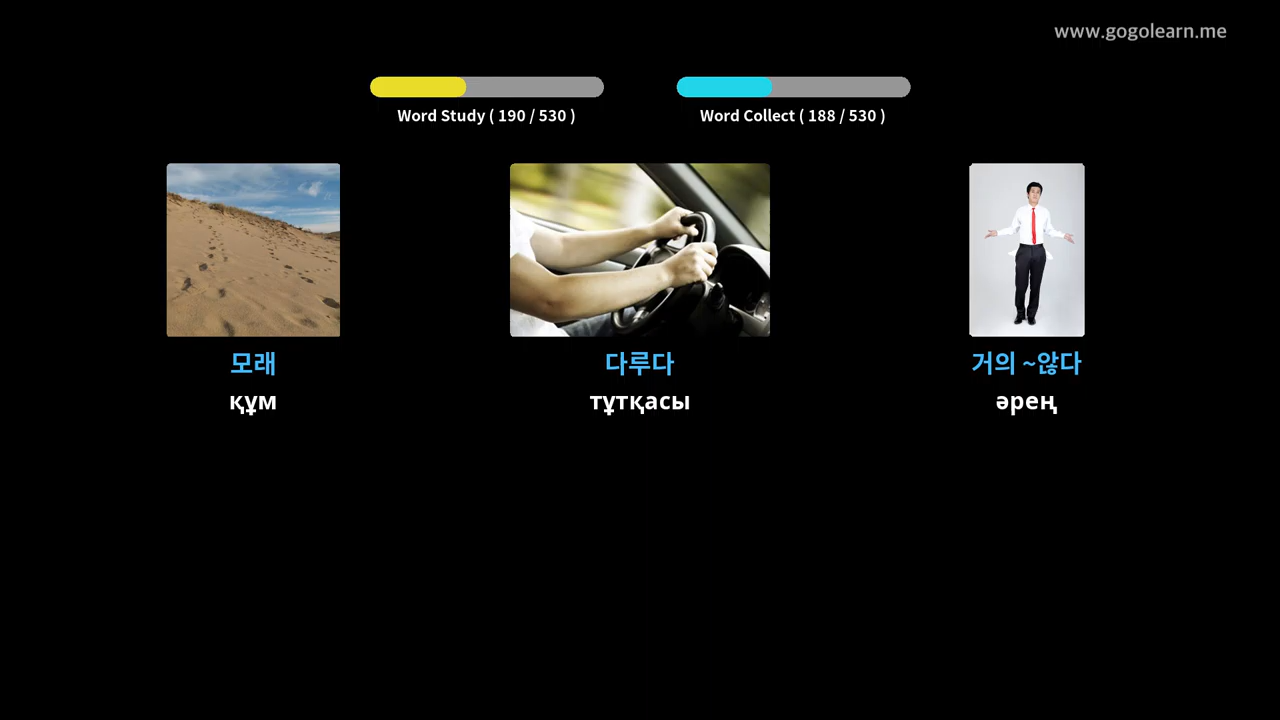 www.gogolearn.me
Word Study ( 190 / 530 )
Word Collect ( 188 / 530 )
모래
다루다
거의 ~않다
құм
тұтқасы
әрең